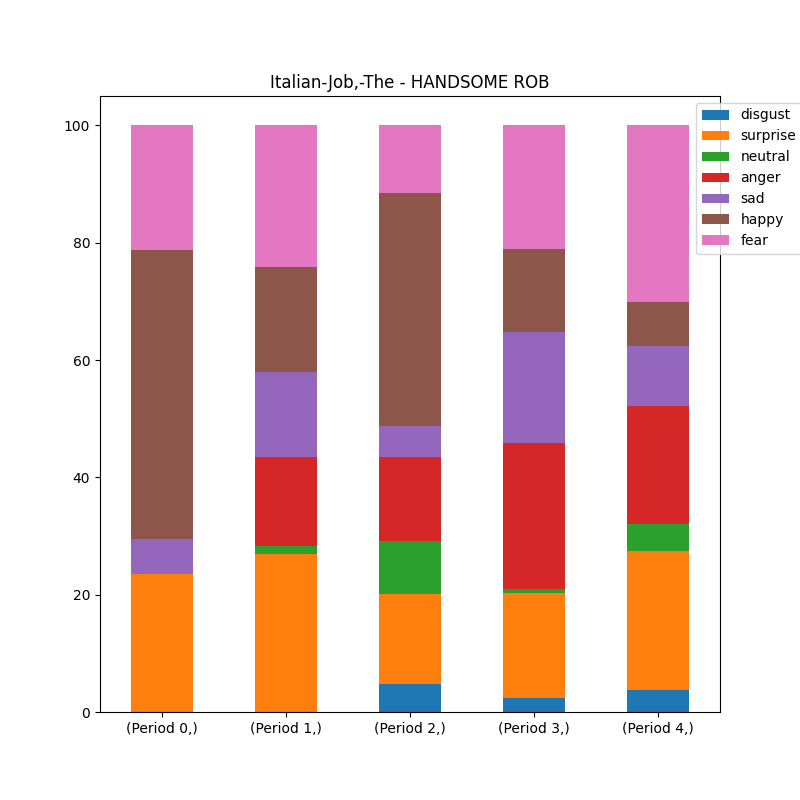 Italian-Job,-The - HANDSOME ROB
disgust
surprise
neutral
anger
sad
happy
fear
100
80
60
40
20
0
(Period 0,)
(Period 1,)
(Period 2,)
(Period 3,)
(Period 4,)